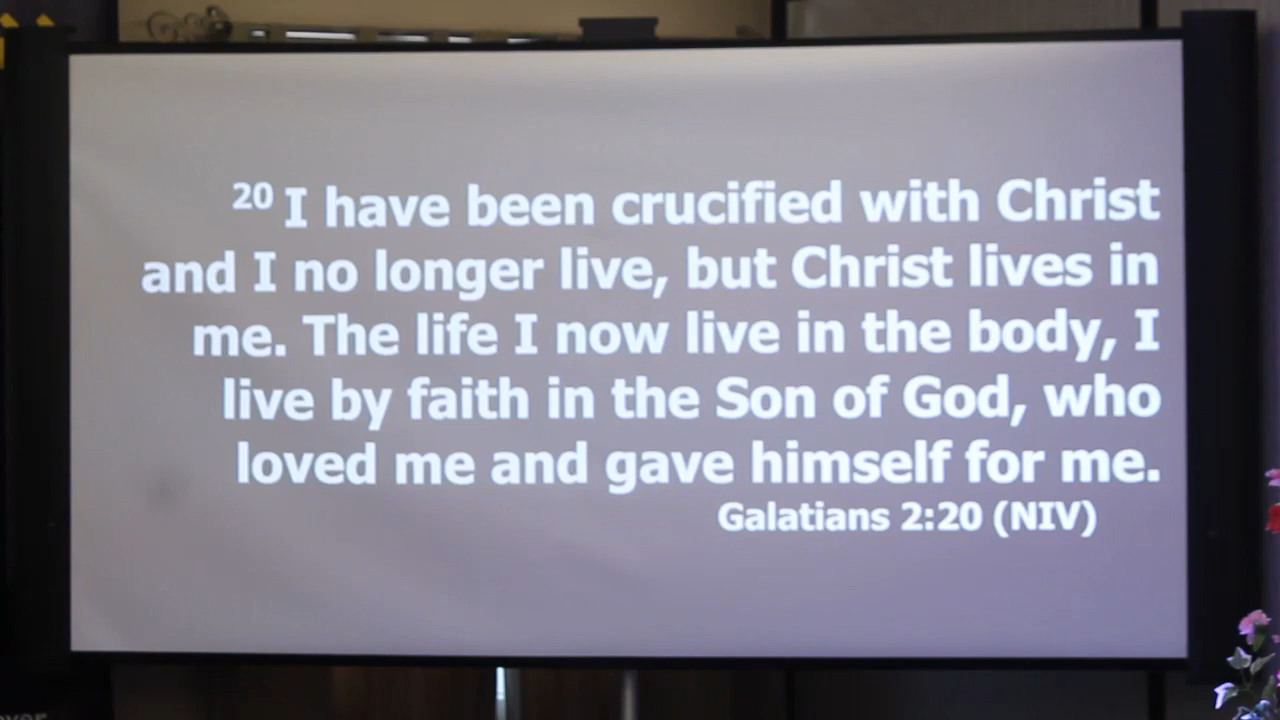 20 I have been crucified with Christ
and I no longer live, but Christ lives in
me. The life I now live in the body, I
live by faith in the Son of God, who
loved me and gave himself for me.
Galatians 2:20 (NIV)